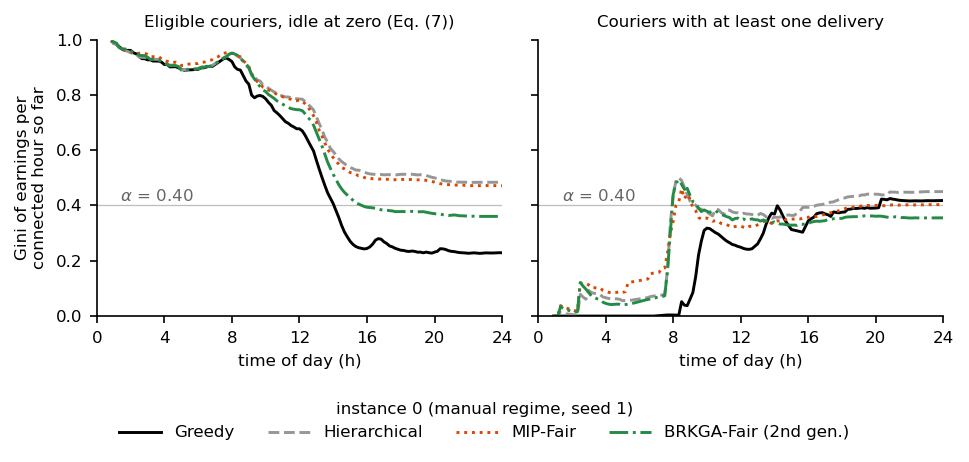 Eligible couriers, idle at zero (Eq. (7))
Couriers with at least one delivery
Gini of earnings per
connected hour so far
1.0
0.8
0.6
0.4
0.2
0.0
α = 0.40
α = 0.40
0 4 8 12 16 20 24
0 4 8 12 16 20 24
time of day (h)
time of day (h)
instance 0 (manual regime, seed 1)
Greedy Hierarchical MIP-Fair BRKGA-Fair (2nd gen.)